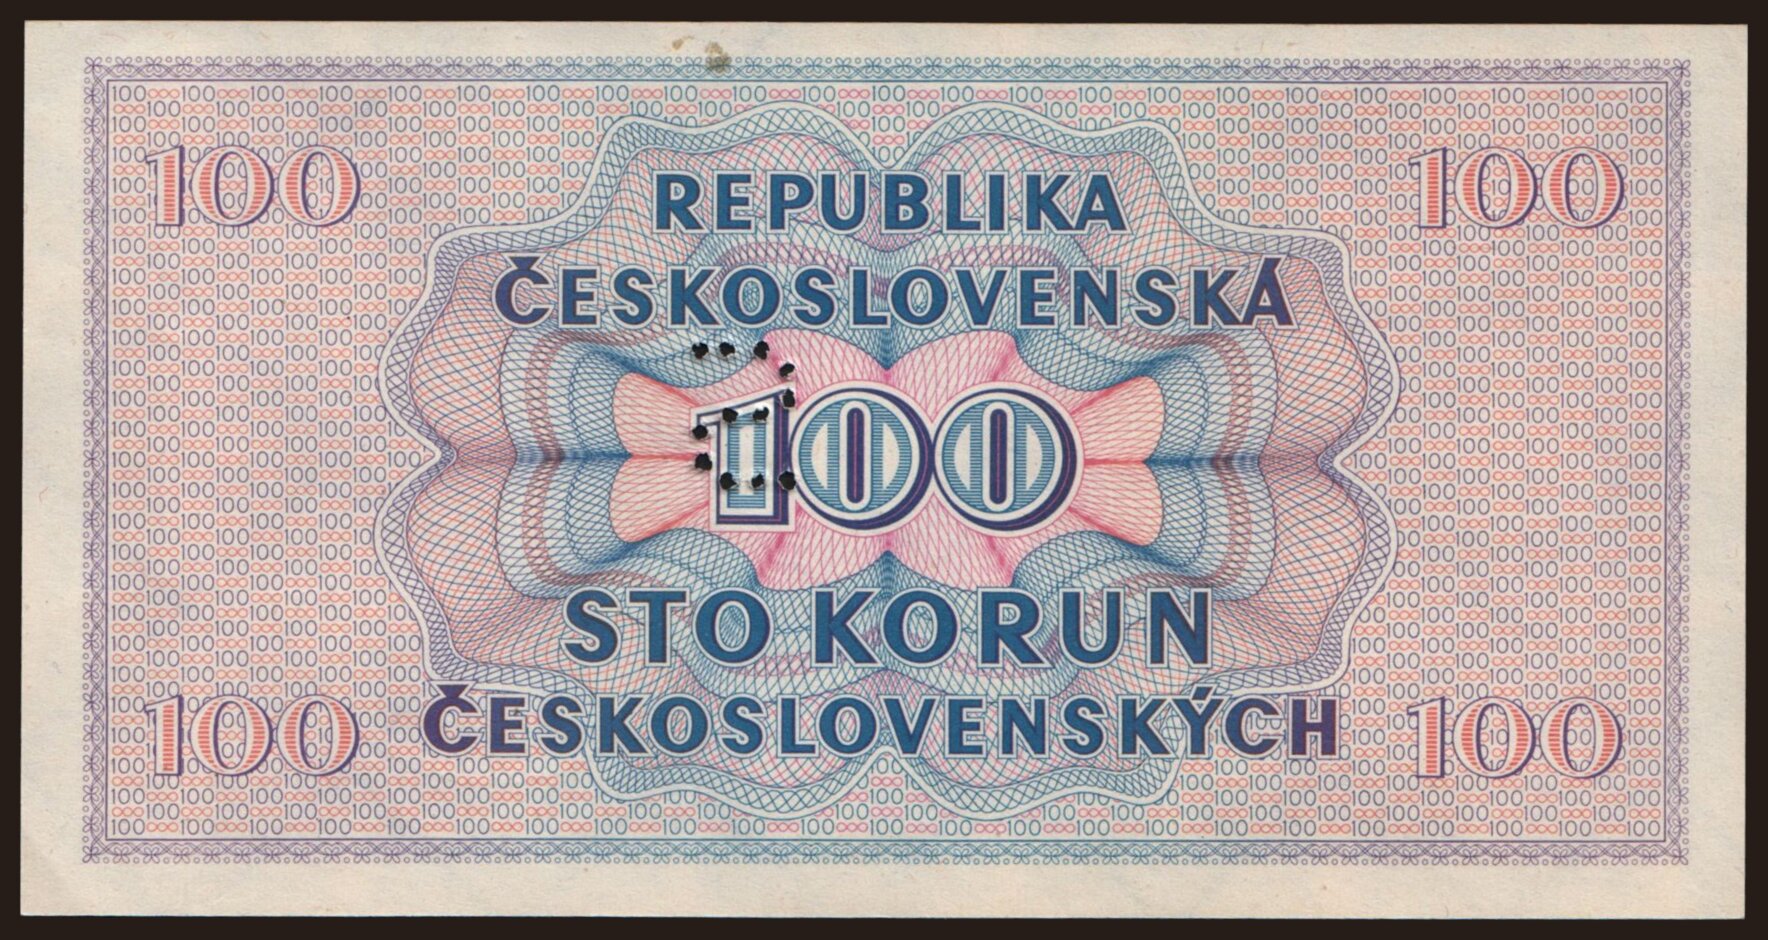 100 100
REPUBLIKA
ČESKOSLOVENSKÁ
100
STO KORUN
ČESKOSLOVENSKÝCH
100 100